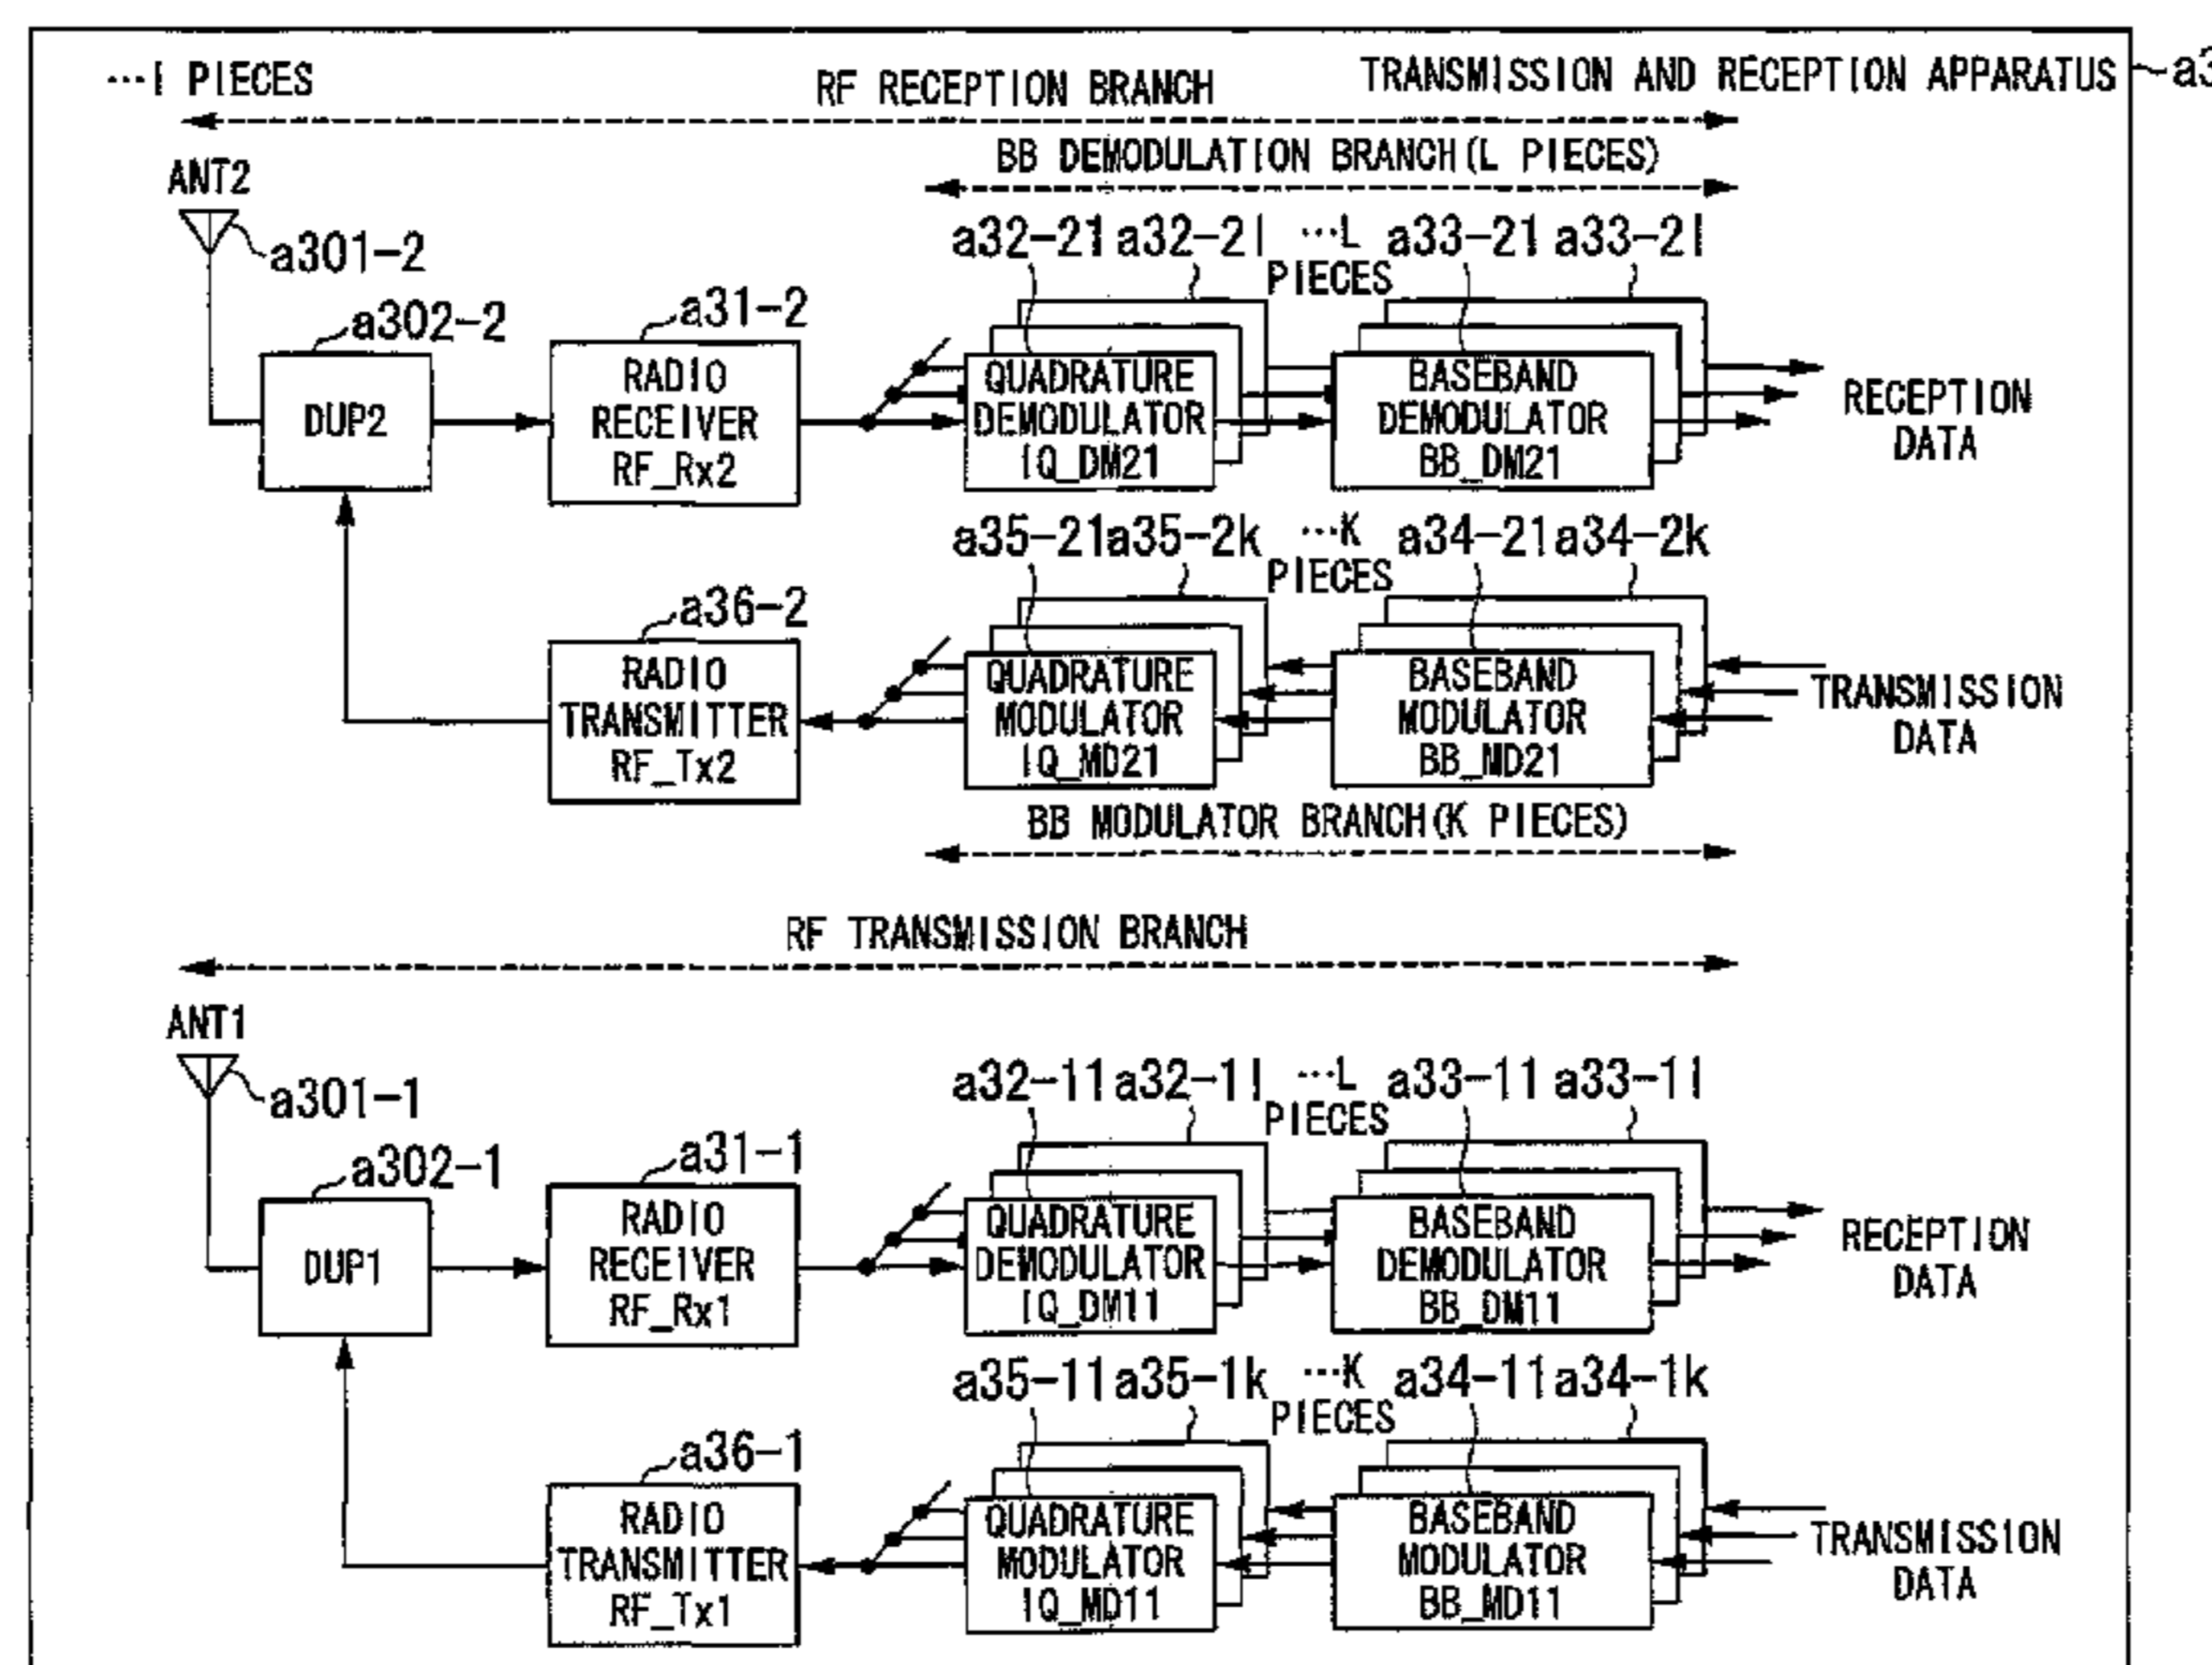 ···I PIECES
RF RECEPTION BRANCH
TRANSMISSION AND RECEPTION APPARATUS
a3
BB DEMODULATION BRANCH(L PIECES)
ANT2
a301-2
a302-2
a31-2
a32-21
a32-2l
···L
PIECES
a33-21
a33-2l
DUP2
RADIO
RECEIVER
RF_Rx2
QUADRATURE
DEMODULATOR
IQ_DM21
BASEBAND
DEMODULATOR
BB_DM21
RECEPTION
DATA
a36-2
a35-21
a35-2k
···K
PIECES
a34-21
a34-2k
RADIO
TRANSMITTER
RF_Tx2
QUADRATURE
MODULATOR
IQ_MD21
BASEBAND
MODULATOR
BB_MD21
TRANSMISSION
DATA
BB MODULATOR BRANCH(K PIECES)
RF TRANSMISSION BRANCH
ANT1
a301-1
a302-1
a31-1
a32-11
a32-1l
···L
PIECES
a33-11
a33-1l
DUP1
RADIO
RECEIVER
RF_Rx1
QUADRATURE
DEMODULATOR
IQ_DM11
BASEBAND
DEMODULATOR
BB_DM11
RECEPTION
DATA
a36-1
a35-11
a35-1k
···K
PIECES
a34-11
a34-1k
RADIO
TRANSMITTER
RF_Tx1
QUADRATURE
MODULATOR
IQ_MD11
BASEBAND
MODULATOR
BB_MD11
TRANSMISSION
DATA